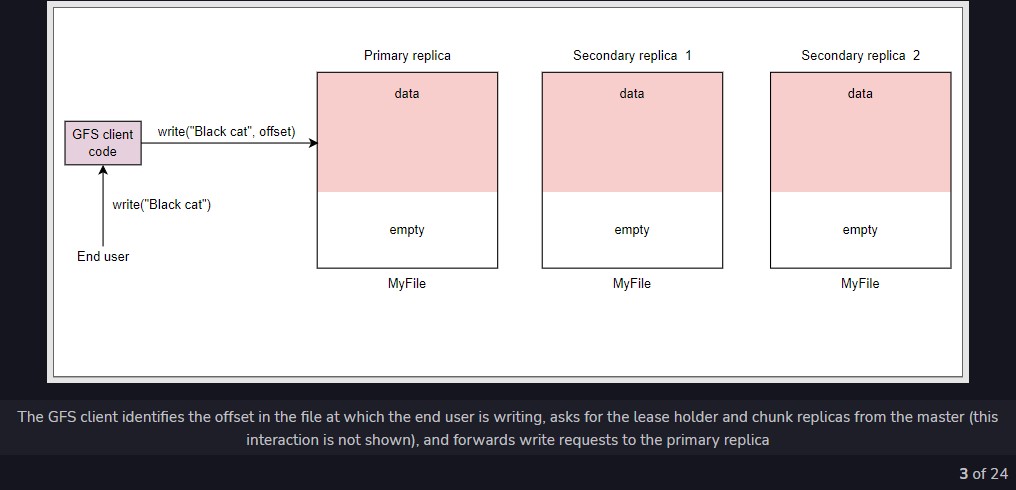 Primary replica
Secondary replica 1
Secondary replica 2
data
data
data
GFS client
code
write("Black cat", offset)
write("Black cat")
End user
empty
empty
empty
MyFile
MyFile
MyFile
The GFS client identifies the offset in the file at which the end user is writing, asks for the lease holder and chunk replicas from the master (this
interaction is not shown), and forwards write requests to the primary replica
3 of 24